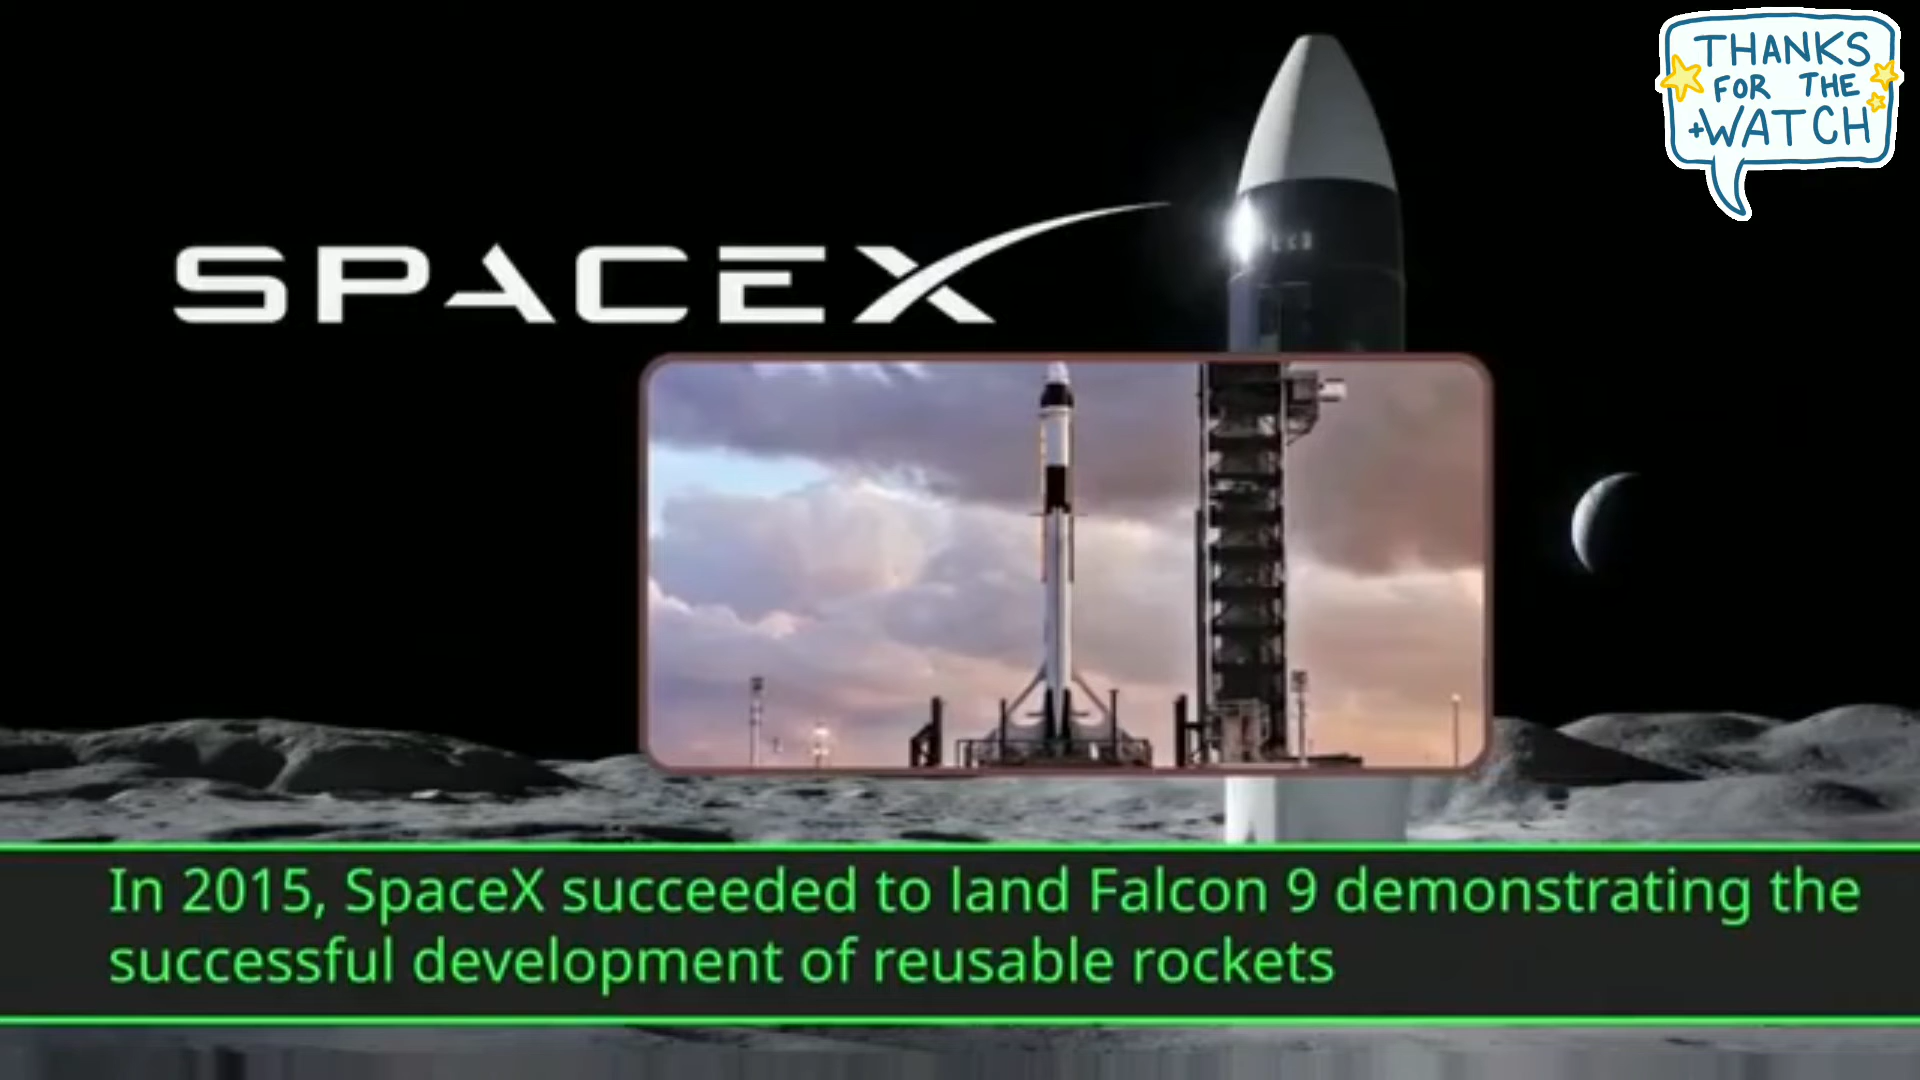 THANKS
FOR THE
WATCH
SPACEX
In 2015, SpaceX succeeded to land Falcon 9 demonstrating the
successful development of reusable rockets